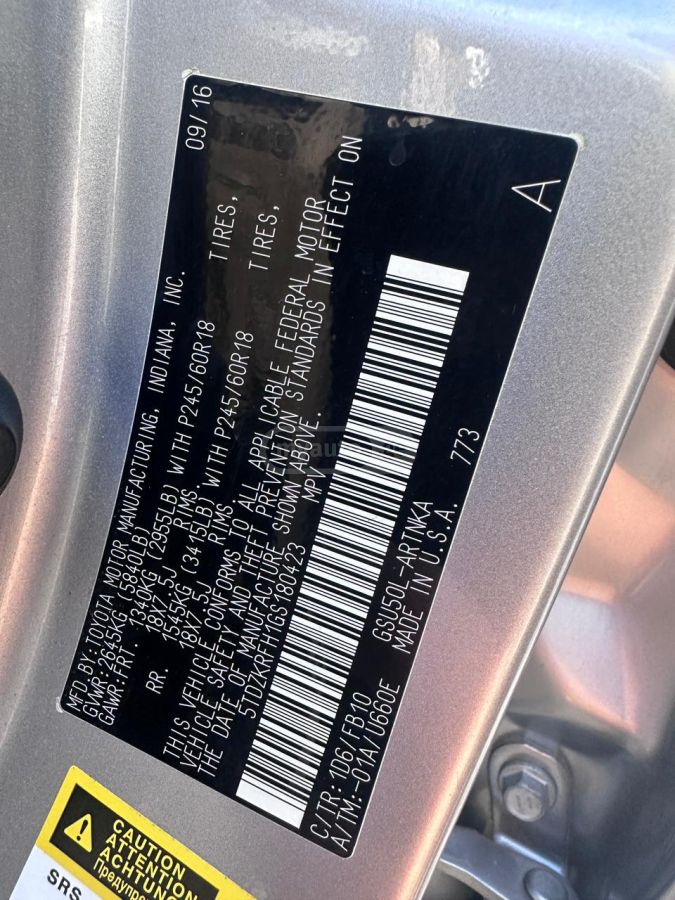 MFD.BY:TOYOTA MOTOR MANUFACTURING, INDIANA, INC. 09/16
GVWR:2645KG (5840LB)
GAWR:FRT. 1340KG (2955LB) WITH P245/60R18 TIRES,
18X7.5J RIMS
RR. 1545KG (3415LB) WITH P245/60R18 TIRES,
18X7.5J RIMS
THIS VEHICLE CONFORMS TO ALL APPLICABLE FEDERAL MOTOR
VEHICLE SAFETY AND THEFT PREVENTION STANDARDS IN EFFECT ON
THE DATE OF MANUFACTURE SHOWN ABOVE.
5TDZKRFH1GS180423 MPV
A
C/TR: 1D6/FB10 GSU50L-ARTNKA 773
A/TM:-01A/U660E MADE IN U.S.A.
CAUTION
ATTENTION
ACHTUNG
SRS